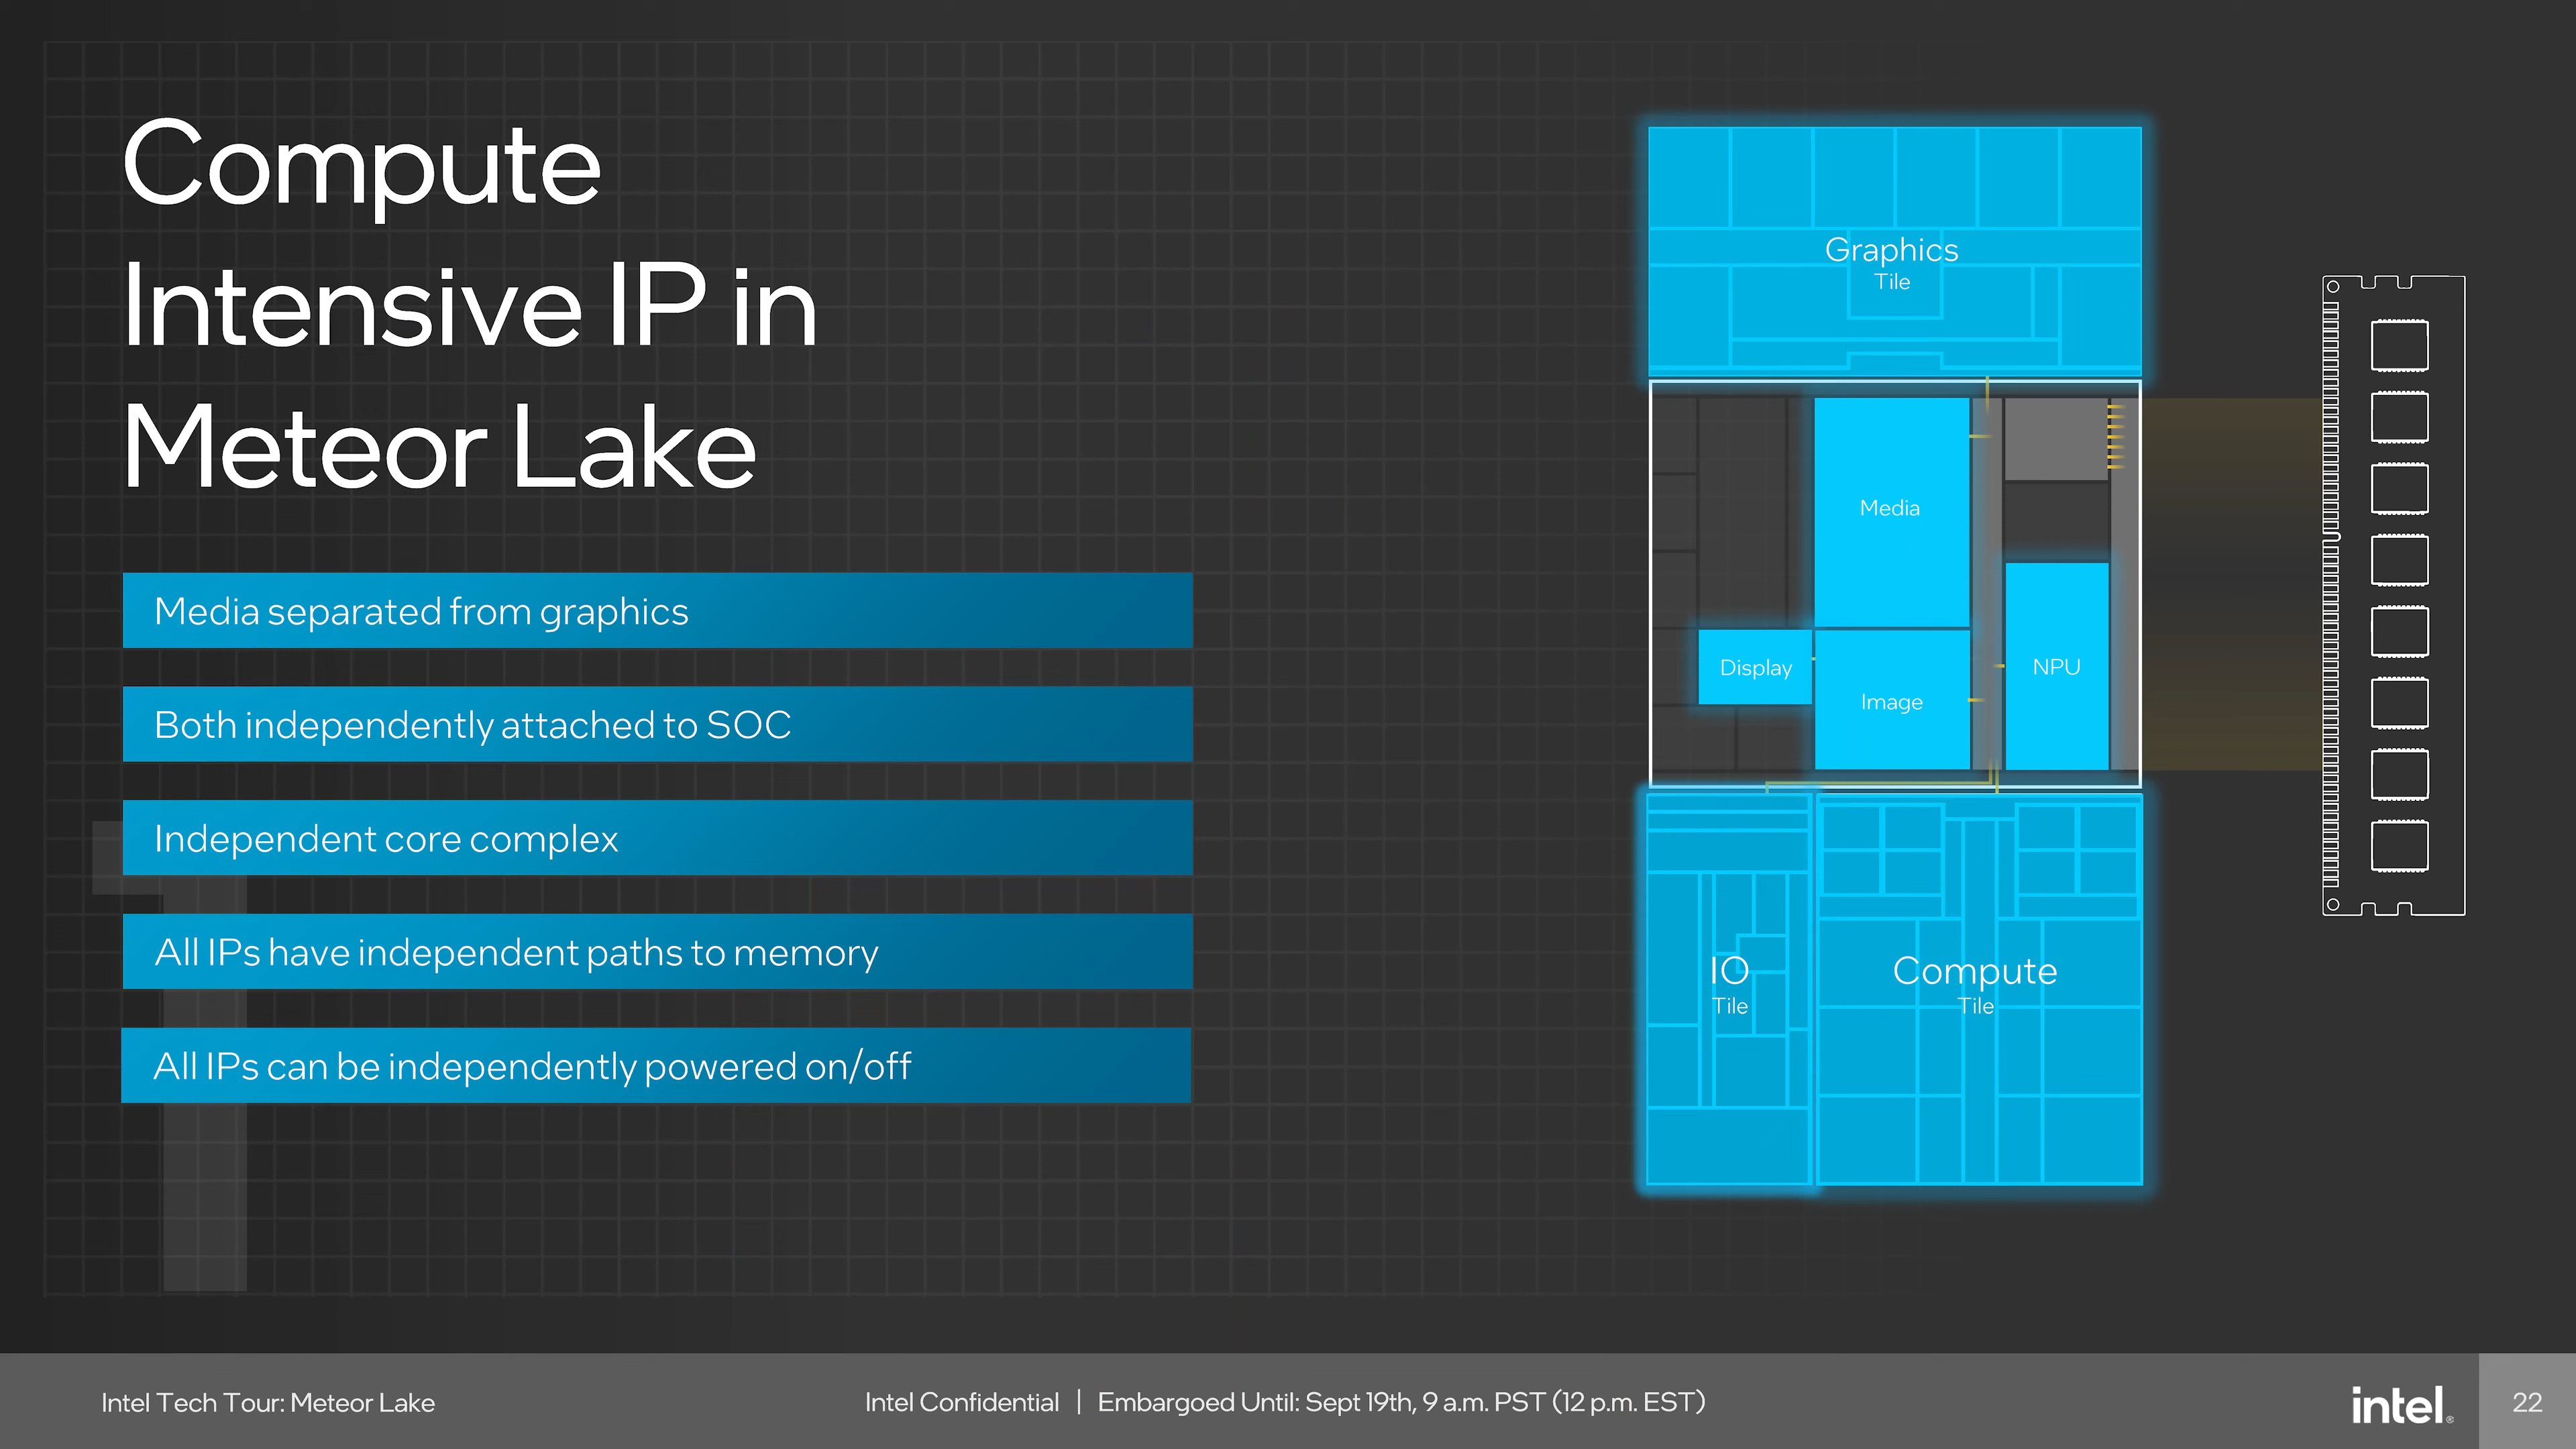 Compute
Intensive IP in
Meteor Lake
Media separated from graphics
Both independently attached to SOC
Independent core complex
All IPs have independent paths to memory
All IPs can be independently powered on/off
1
Graphics
Tile
Media
Display
Image
NPU
IO
Tile
Compute
Tile
Intel Tech Tour: Meteor Lake
Intel Confidential | Embargoed Until: Sept 19th, 9 a.m. PST (12 p.m. EST)
intel®
22